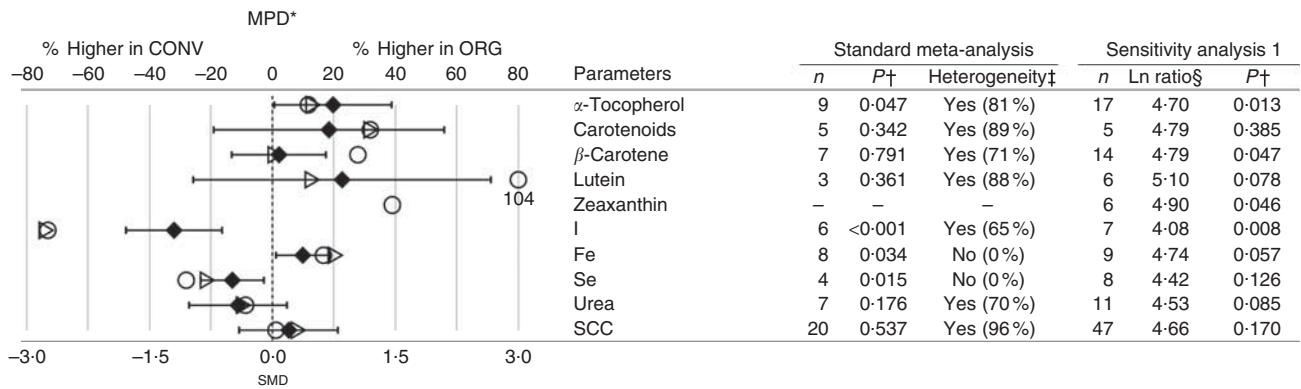 MPD*
% Higher in CONV % Higher in ORG
–80 –60 –40 –20 0 20 40 60 80
Standard meta-analysis Sensitivity analysis 1
Parameters n P† Heterogeneity‡ n Ln ratio§ P†
α-Tocopherol 9 0·047 Yes (81 %) 17 4·70 0·013
Carotenoids 5 0·342 Yes (89 %) 5 4·79 0·385
β-Carotene 7 0·791 Yes (71 %) 14 4·79 0·047
Lutein 3 0·361 Yes (88 %) 6 5·10 0·078
104
Zeaxanthin – – – 6 4·90 0·046
I 6 <0·001 Yes (65 %) 7 4·08 0·008
Fe 8 0·034 No (0 %) 9 4·74 0·057
Se 4 0·015 No (0 %) 8 4·42 0·126
Urea 7 0·176 Yes (70 %) 11 4·53 0·085
SCC 20 0·537 Yes (96 %) 47 4·66 0·170
–3·0 –1·5 0·0 1·5 3·0
SMD